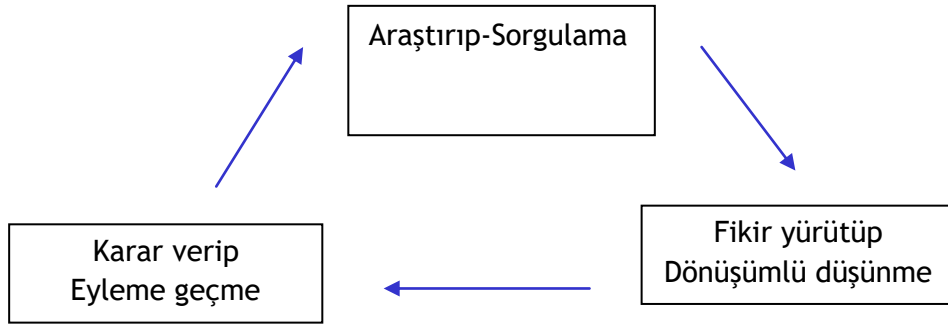 Araştırıp-Sorgulama
Fikir yürütüp
Dönüşümlü düşünme
Karar verip
Eyleme geçme